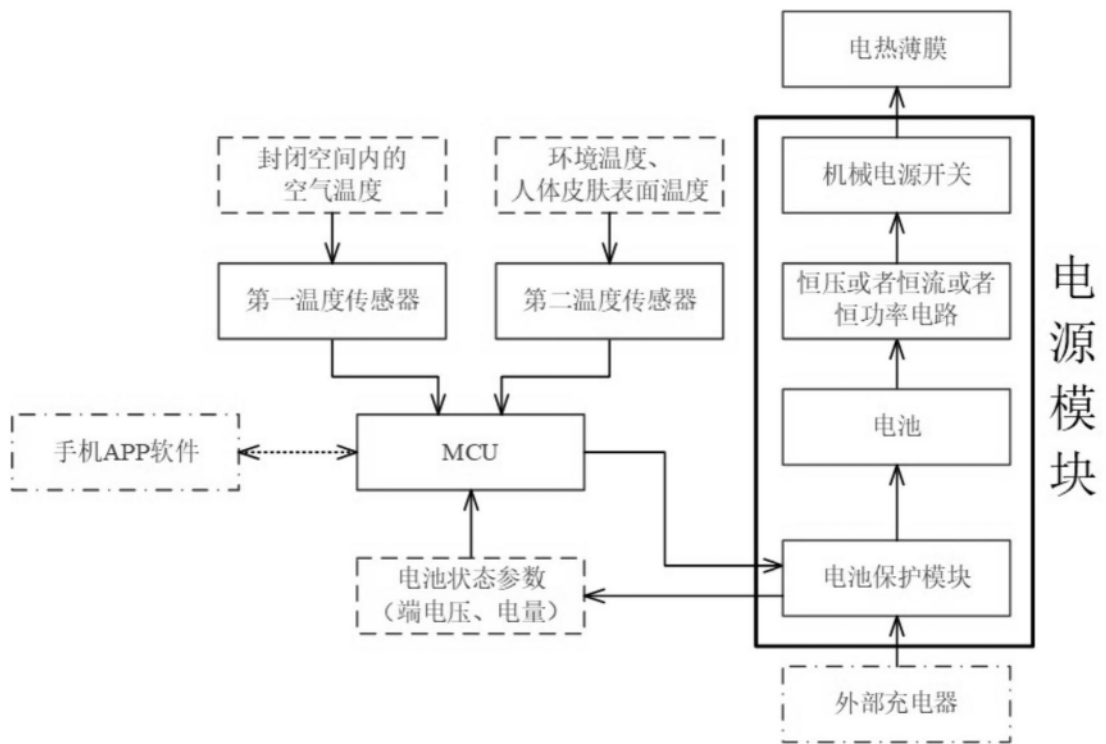 电热薄膜
封闭空间内的
空气温度
环境温度、
人体皮肤表面温度
机械电源开关
第一温度传感器
第二温度传感器
恒压或者恒流或者
恒功率电路
电源模块
手机APP软件
MCU
电池
电池状态参数
（端电压、电量）
电池保护模块
外部充电器